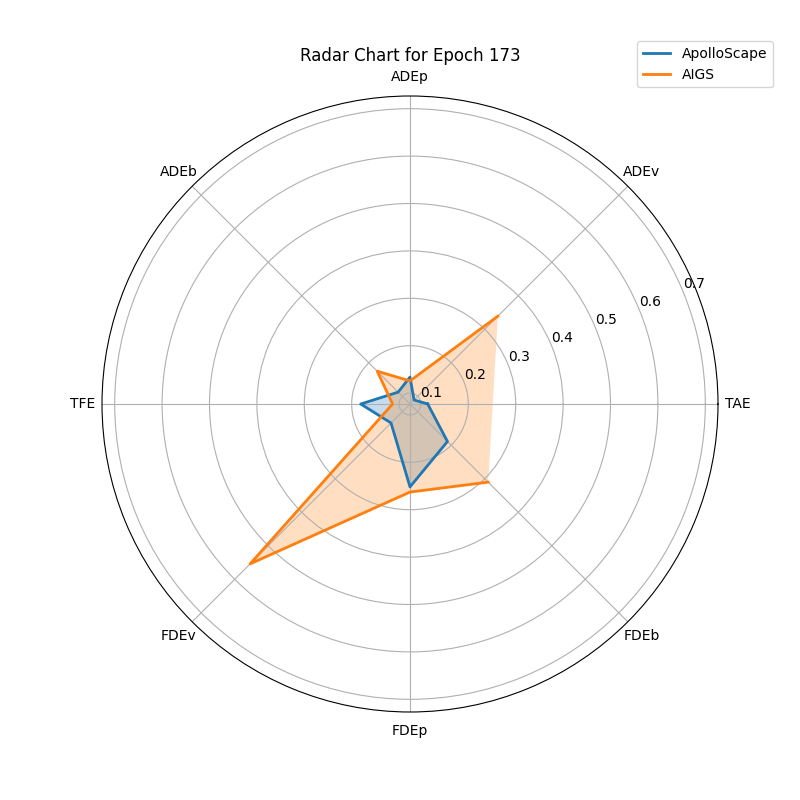 Radar Chart for Epoch 173
ApolloScape
AIGS
ADEp
ADEb
ADEv
0.7
0.6
0.5
0.4
0.3
0.2
0.1
TFE
TAE
FDEv
FDEb
FDEp